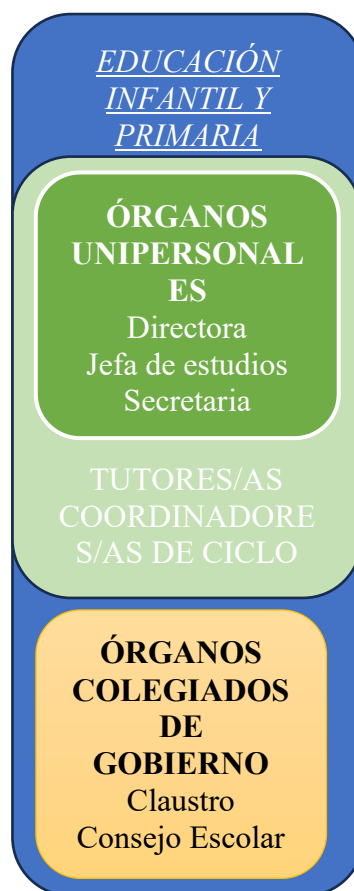 EDUCACIÓN
INFANTIL Y
PRIMARIA
ÓRGANOS
UNIPERSONAL
ES
Directora
Jefa de estudios
Secretaria
TUTORES/AS
COORDINADORE
S/AS DE CICLO
ÓRGANOS
COLEGIADOS
DE
GOBIERNO
Claustro
Consejo Escolar